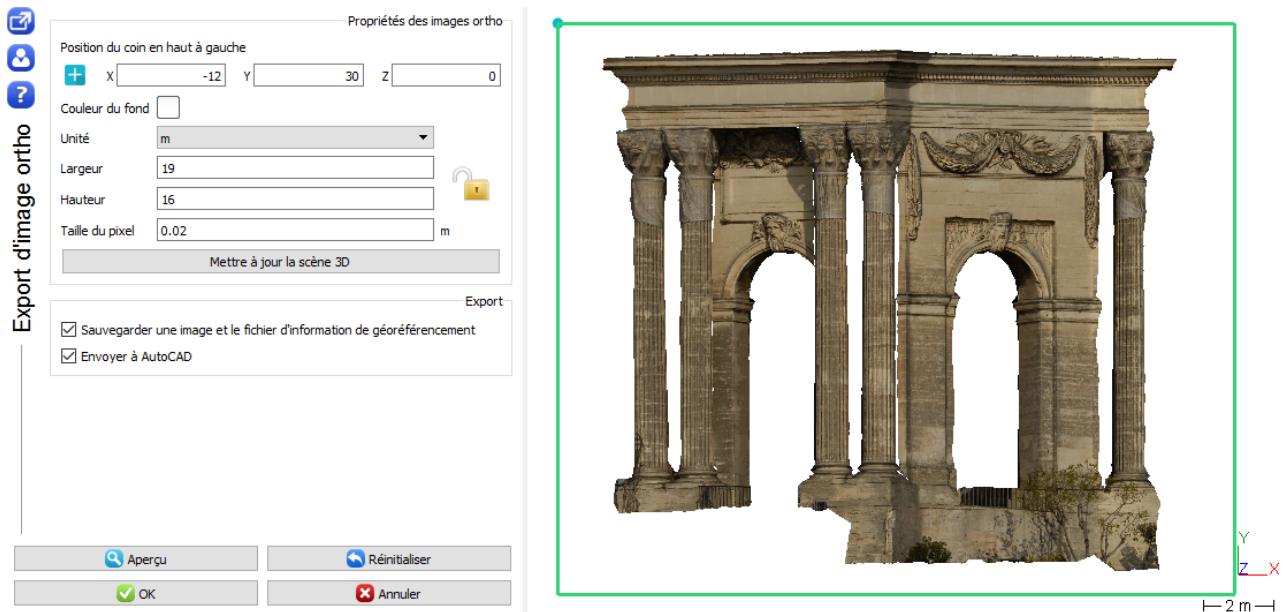 Export d'image ortho
Propriétés des images ortho
Position du coin en haut à gauche
X -12 Y 30 Z 0
Couleur du fond
Unité m
Largeur 19
Hauteur 16
Taille du pixel 0.02 m
Mettre à jour la scène 3D
Export
Sauvegarder une image et le fichier d'information de géoréférencement
Envoyer à AutoCAD
Aperçu Réinitialiser
OK Annuler
Y
Z X
2 m